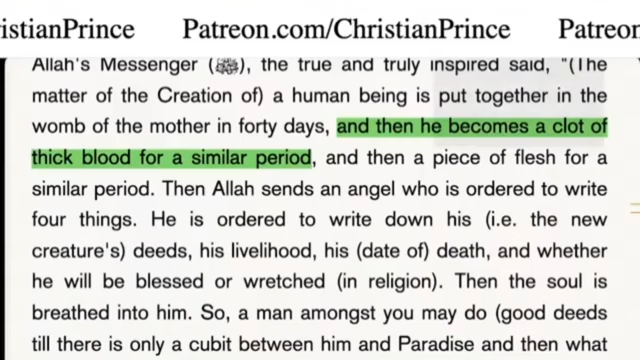 istianPrince Patreon.com/ChristianPrince Patreon
Allah's Messenger (ﷺ), the true and truly inspired said, "(The
matter of the Creation of) a human being is put together in the
womb of the mother in forty days, and then he becomes a clot of
thick blood for a similar period, and then a piece of flesh for a
similar period. Then Allah sends an angel who is ordered to write
four things. He is ordered to write down his (i.e. the new
creature's) deeds, his livelihood, his (date of) death, and whether
he will be blessed or wretched (in religion). Then the soul is
breathed into him. So, a man amongst you may do (good deeds
till there is only a cubit between him and Paradise and then what